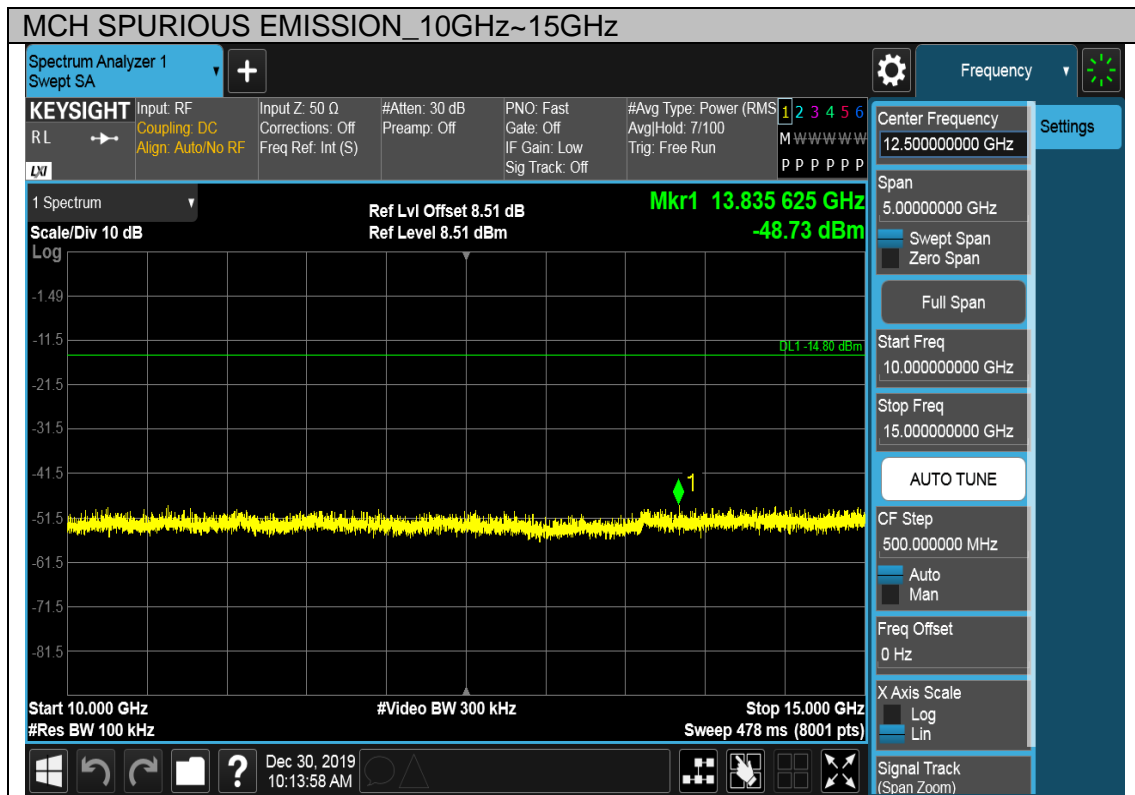 MCH SPURIOUS EMISSION_10GHz~15GHz
Spectrum Analyzer 1
Swept SA
+
Frequency
KEYSIGHT
RL
LXI
Input: RF
Coupling: DC
Align: Auto/No RF
Input Z: 50 Ω
Corrections: Off
Freq Ref: Int (S)
#Atten: 30 dB
Preamp: Off
PNO: Fast
Gate: Off
IF Gain: Low
Sig Track: Off
#Avg Type: Power (RMS
Avg|Hold: 7/100
Trig: Free Run
1 2 3 4 5 6
M W W W W W
P P P P P P
1 Spectrum
Scale/Div 10 dB
Ref Lvl Offset 8.51 dB
Ref Level 8.51 dBm
Mkr1 13.835 625 GHz
-48.73 dBm
Log
-1.49
-11.5
DL1 -14.80 dBm
-21.5
-31.5
-41.5
1
-51.5
-61.5
-71.5
-81.5
Start 10.000 GHz
#Res BW 100 kHz
#Video BW 300 kHz
Stop 15.000 GHz
Sweep 478 ms (8001 pts)
Center Frequency
12.500000000 GHz
Settings
Span
5.00000000 GHz
Swept Span
Zero Span
Full Span
Start Freq
10.000000000 GHz
Stop Freq
15.000000000 GHz
AUTO TUNE
CF Step
500.000000 MHz
Auto
Man
Freq Offset
0 Hz
X Axis Scale
Log
Lin
Signal Track
(Span Zoom)
?
Dec 30, 2019
10:13:58 AM